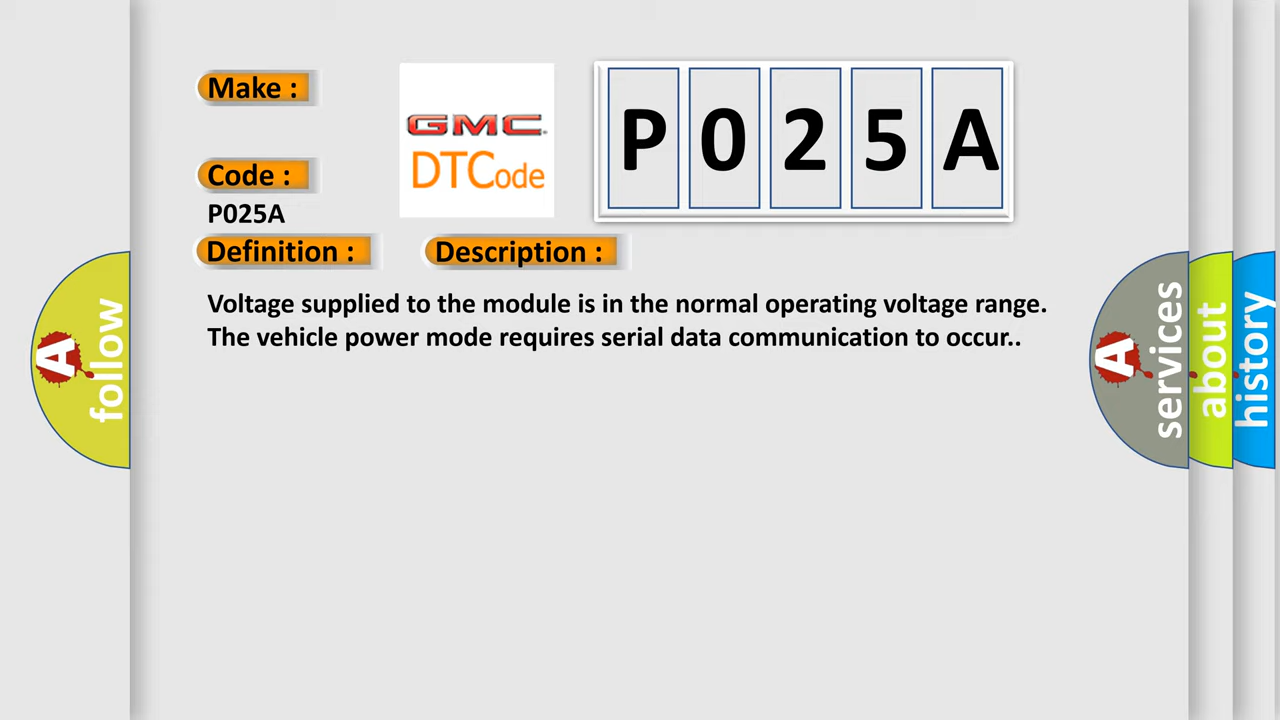 Make :
GMC
DTCode
P025A
Code :
P025A
Definition :
Description :
Voltage supplied to the module is in the normal operating voltage range.
The vehicle power mode requires serial data communication to occur..
A
follow
A
services
about
history